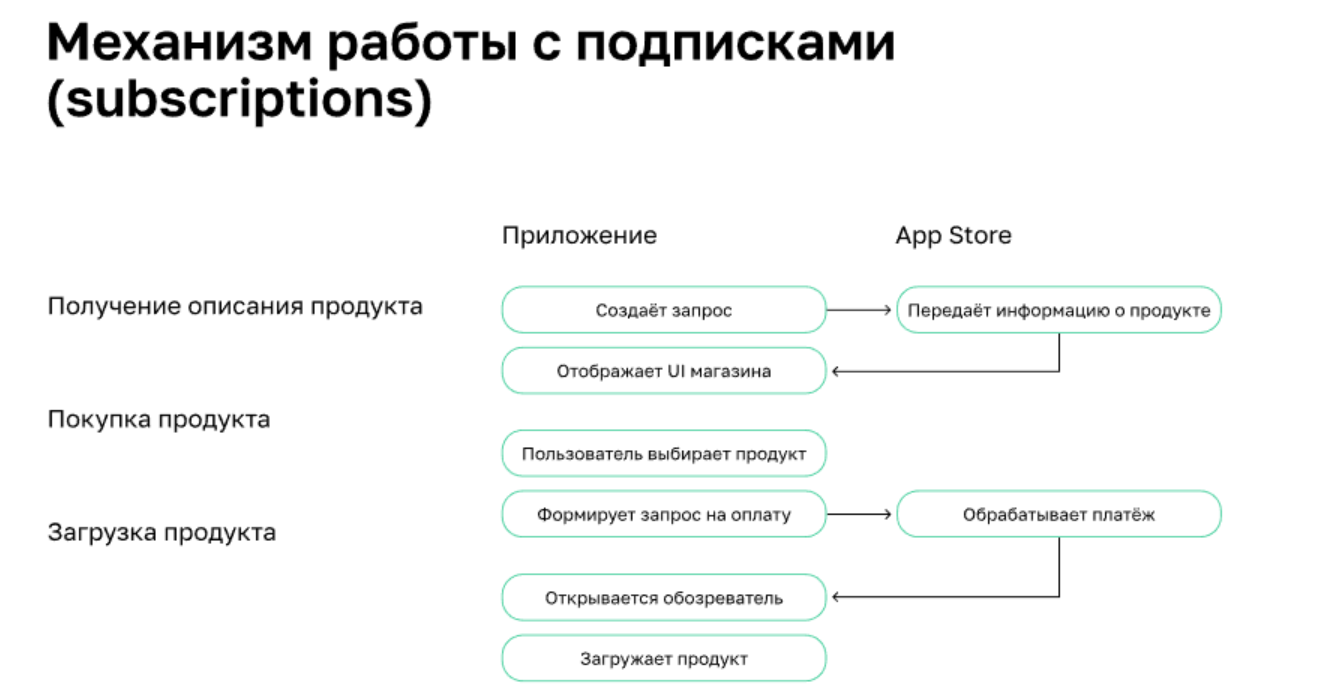 Механизм работы с подписками
(subscriptions)
Приложение
App Store
Получение описания продукта
Создаёт запрос
Передаёт информацию о продукте
Отображает UI магазина
Покупка продукта
Пользователь выбирает продукт
Формирует запрос на оплату
Обрабатывает платёж
Загрузка продукта
Открывается обозреватель
Загружает продукт